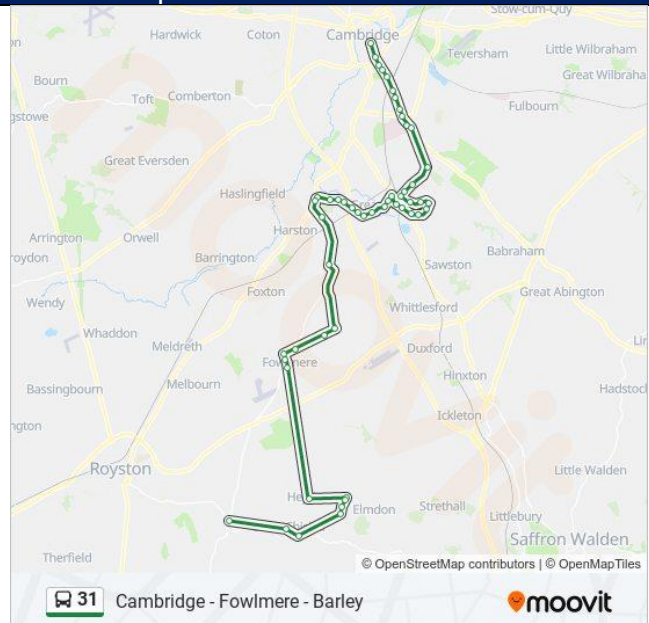 Stow-cum-Quy
Hardwick
Coton
Cambridge
Teversham
Little Wilbraham
Great Wilbraha
Bourn
Toft
Comberton
Fulbourn
gstowe
Great Eversden
Haslingfield
Arrington
Orwell
Harston
Babraham
roydon
Barrington
Sawston
Wendy
Foxton
Great Abington
Whittlesford
Whaddon
Meldreth
Duxford
Fowlmere
Bassingbourn
Melbourn
Hinxton
Hadstoc
ngton
Ickleton
Royston
Little Walden
Elmdon
Strethall
Littlebury
Therfield
Saffron Walden
© OpenStreetMap contributors | © OpenMapTiles
31
Cambridge - Fowlmere - Barley
moovit